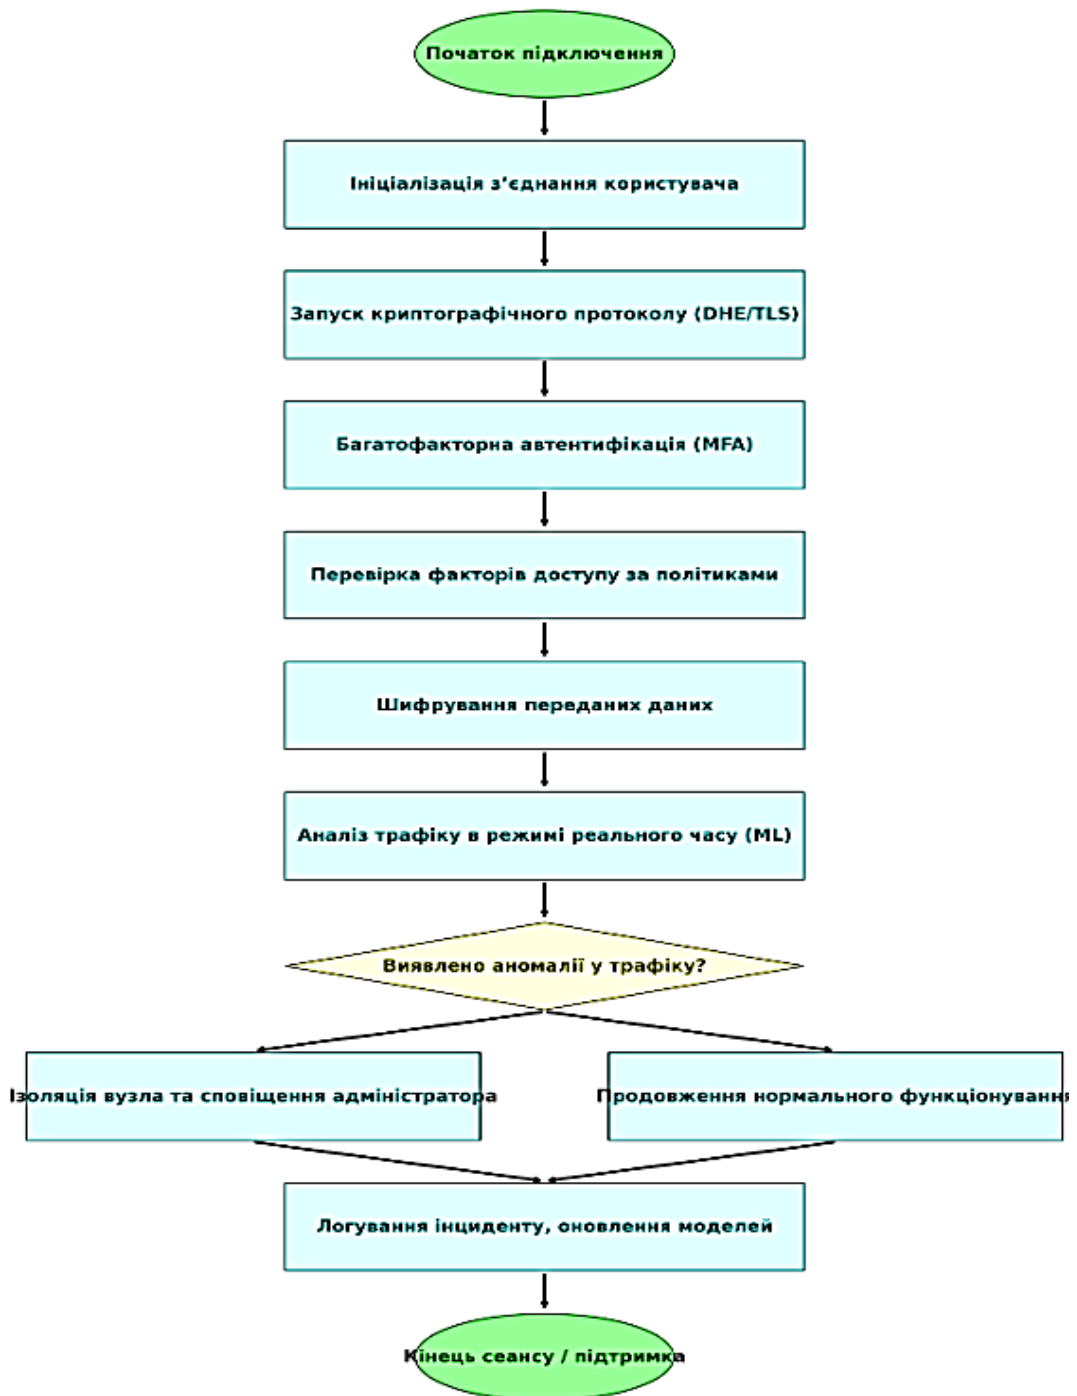 Початок підключення
Ініціалізація з’єднання користувача
Запуск криптографічного протоколу (DHE/TLS)
Багатофакторна автентифікація (MFA)
Перевірка факторів доступу за політиками
Шифрування переданих даних
Аналіз трафіку в режимі реального часу (ML)
Виявлено аномалії у трафіку?
Ізоляція вузла та сповіщення адміністратора
Продовження нормального функціонування
Логування інциденту, оновлення моделей
Кінець сеансу / підтримка